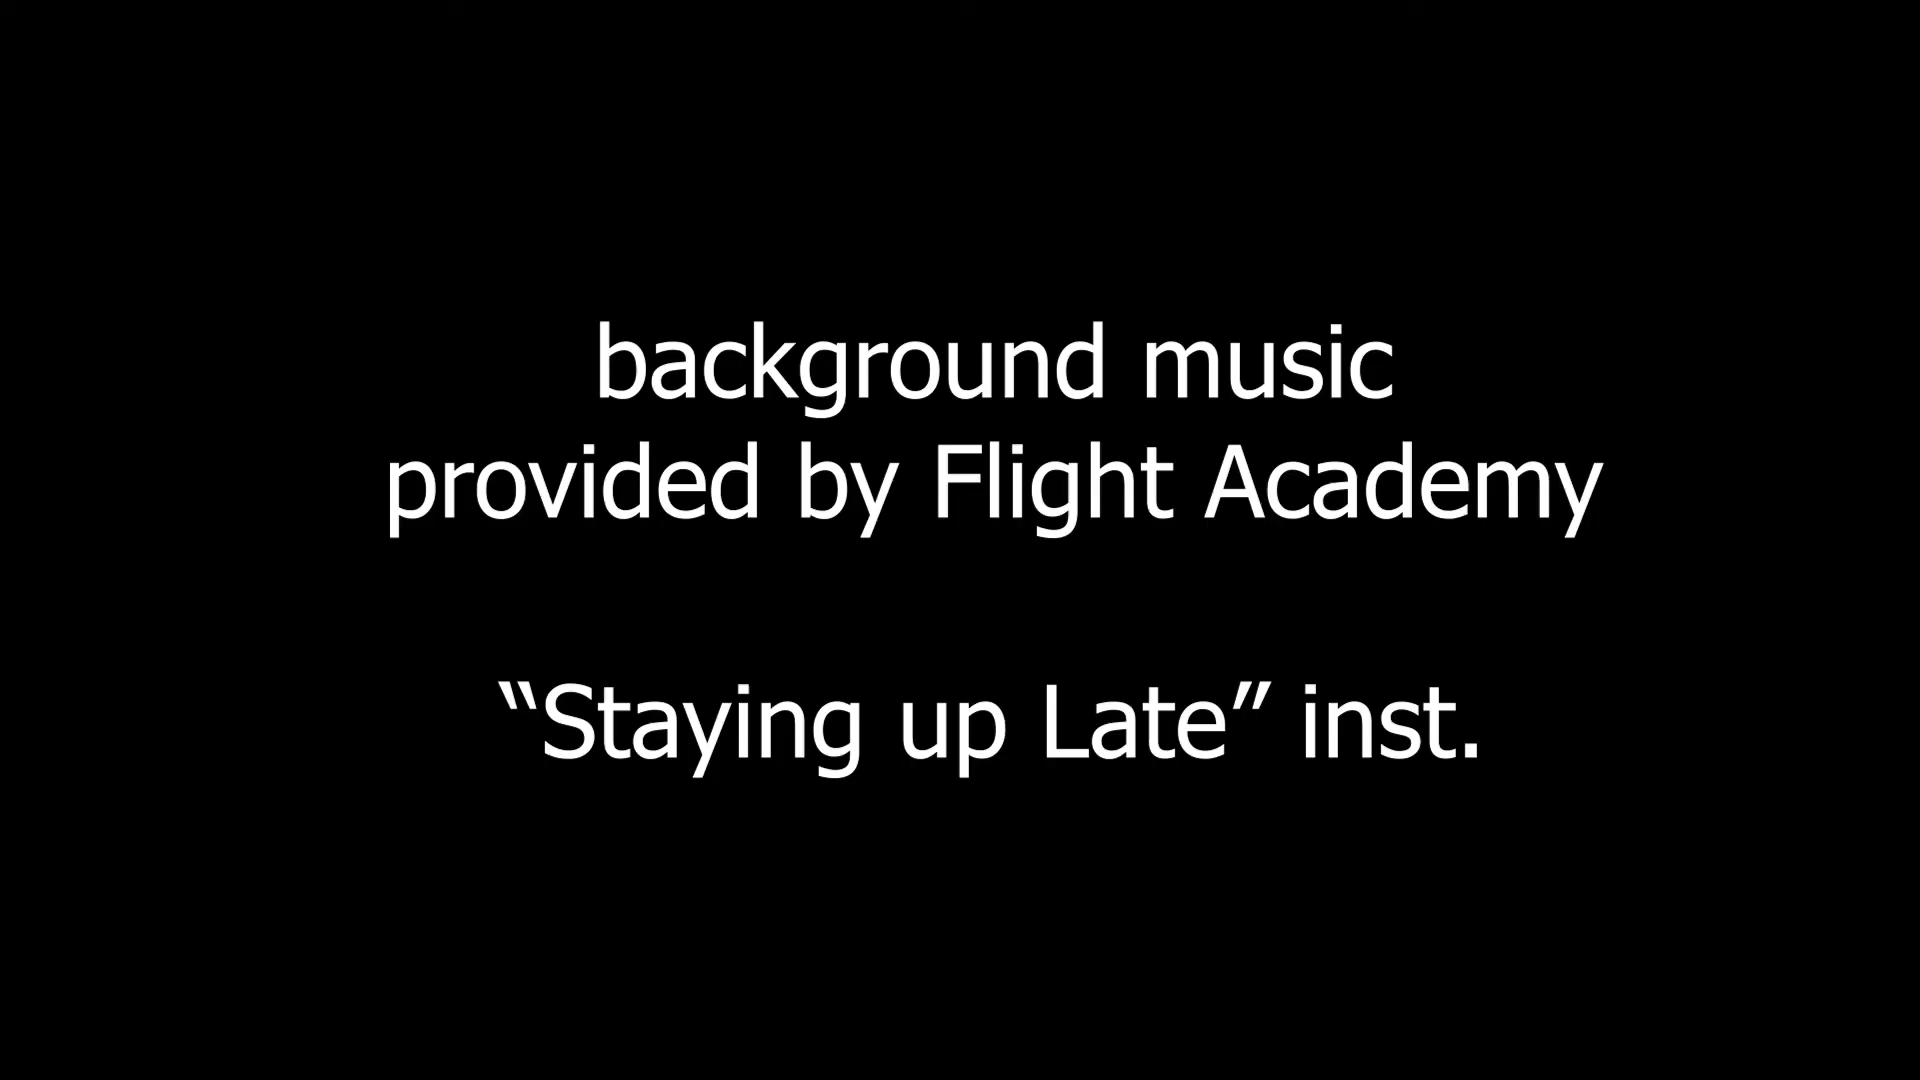 background music
provided by Flight Academy
“Staying up Late” inst.